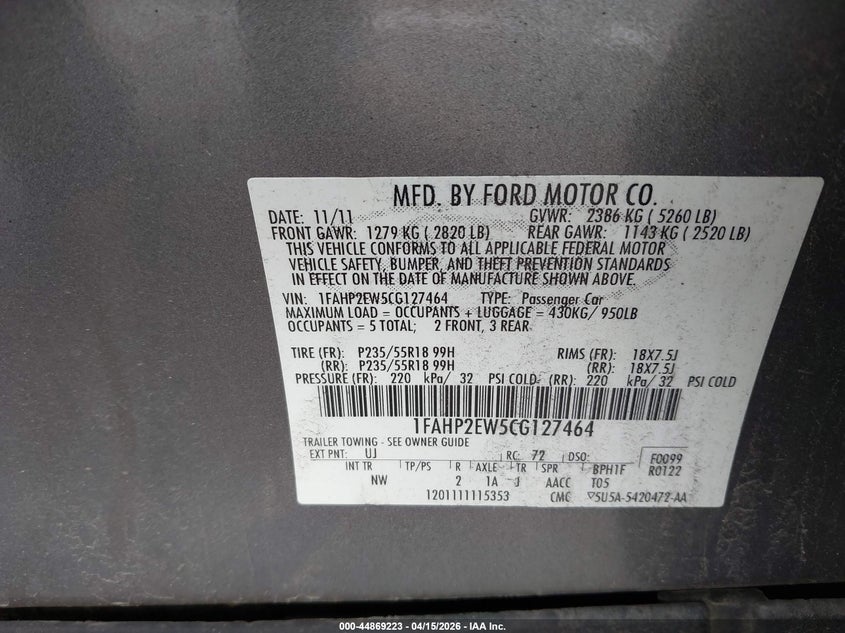 MFD. BY FORD MOTOR CO.
DATE: 11/11 GVWR: 2386 KG ( 5260 LB)
FRONT GAWR: 1279 KG ( 2820 LB) REAR GAWR: 1143 KG ( 2520 LB)
THIS VEHICLE CONFORMS TO ALL APPLICABLE FEDERAL MOTOR
VEHICLE SAFETY, BUMPER, AND THEFT PREVENTION STANDARDS
IN EFFECT ON THE DATE OF MANUFACTURE SHOWN ABOVE.
VIN: 1FAHP2EW5CG127464 TYPE: Passenger Car
MAXIMUM LOAD = OCCUPANTS + LUGGAGE = 430KG/ 950LB
OCCUPANTS = 5 TOTAL; 2 FRONT, 3 REAR
TIRE (FR): P235/55R18 99H RIMS (FR): 18X7.5J
(RR): P235/55R18 99H (RR): 18X7.5J
PRESSURE (FR): 220 kPa/ 32 PSI COLD (RR): 220 kPa/ 32 PSI COLD
1FAHP2EW5CG127464
TRAILER TOWING - SEE OWNER GUIDE
EXT PNT: UJ RC: 72 DSO: F0099
INT TR TP/PS R AXLE TR SPR BPH1F R0122
NW 2 1A J AACC T05
1201111115353 CMC 5U5A-5420472-AA
000-44869223 - 04/15/2026 - IAA Inc.